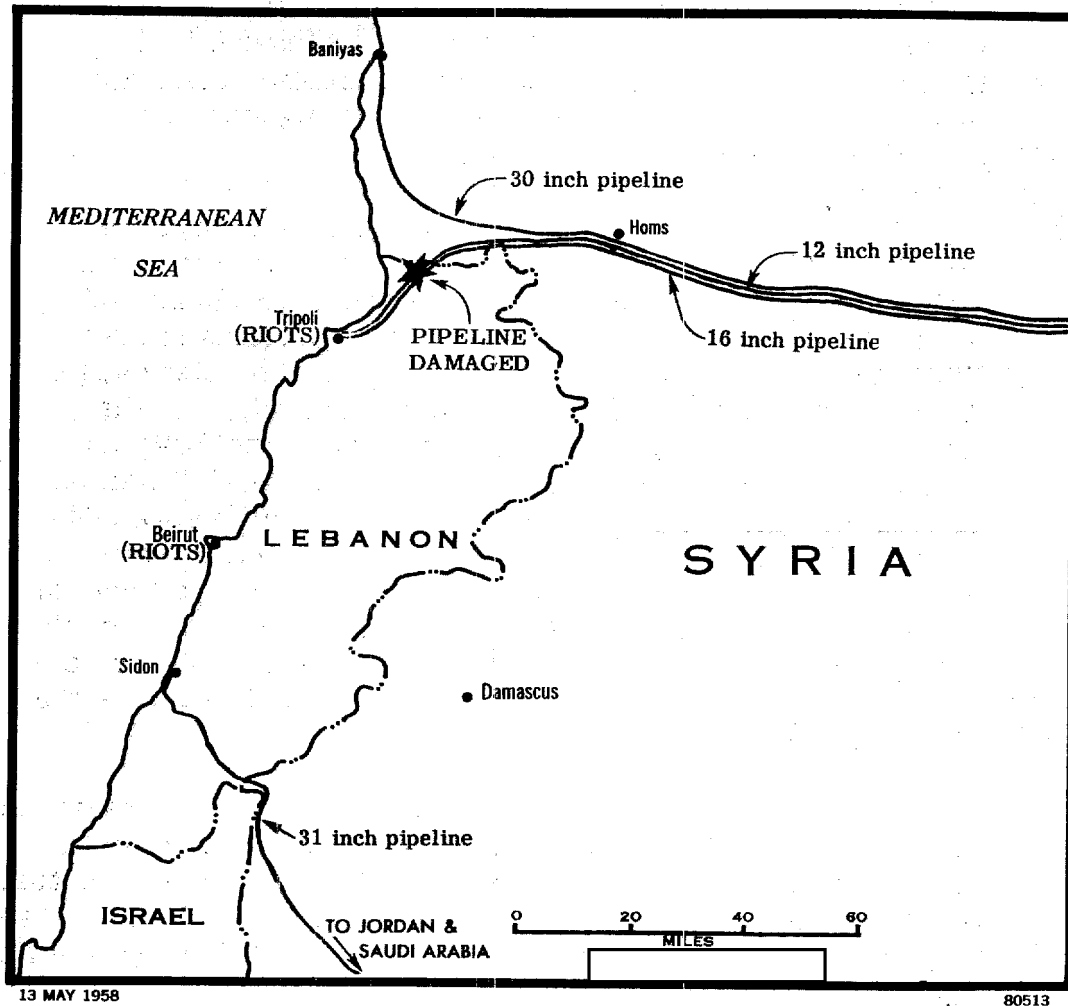 Baniyas
30 inch pipeline
MEDITERRANEAN
SEA
Homs
12 inch pipeline
Tripoli
(RIOTS)
PIPELINE
DAMAGED
16 inch pipeline
Beirut
(RIOTS)
LEBANON
SYRIA
Sidon
Damascus
31 inch pipeline
ISRAEL
TO JORDAN &
SAUDI ARABIA
0 20 40 60
MILES
13 MAY 1958
80513